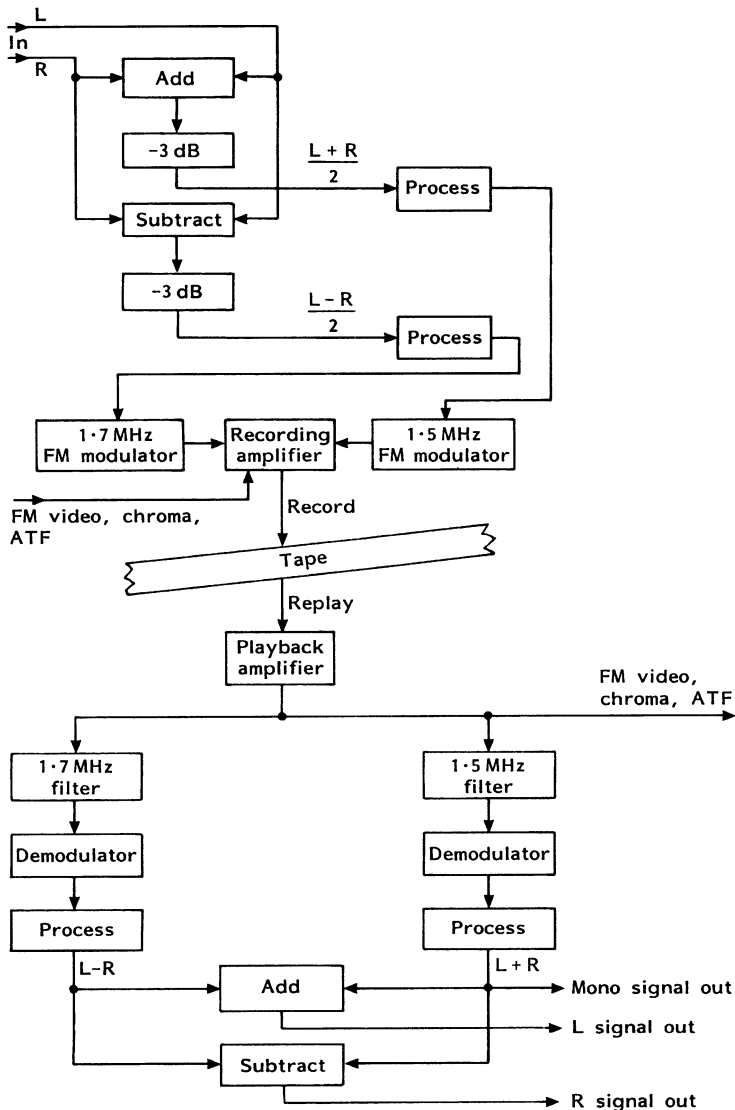 L
In
R
Add
–3 dB
L + R
2
Process
Subtract
–3 dB
L – R
2
Process
1·7 MHz
FM modulator
Recording
amplifier
1·5 MHz
FM modulator
FM video, chroma,
ATF
Record
Tape
Replay
Playback
amplifier
FM video,
chroma, ATF
1·7 MHz
filter
1·5 MHz
filter
Demodulator
Demodulator
Process
Process
L–R
L + R
Add
Mono signal out
L signal out
Subtract
R signal out